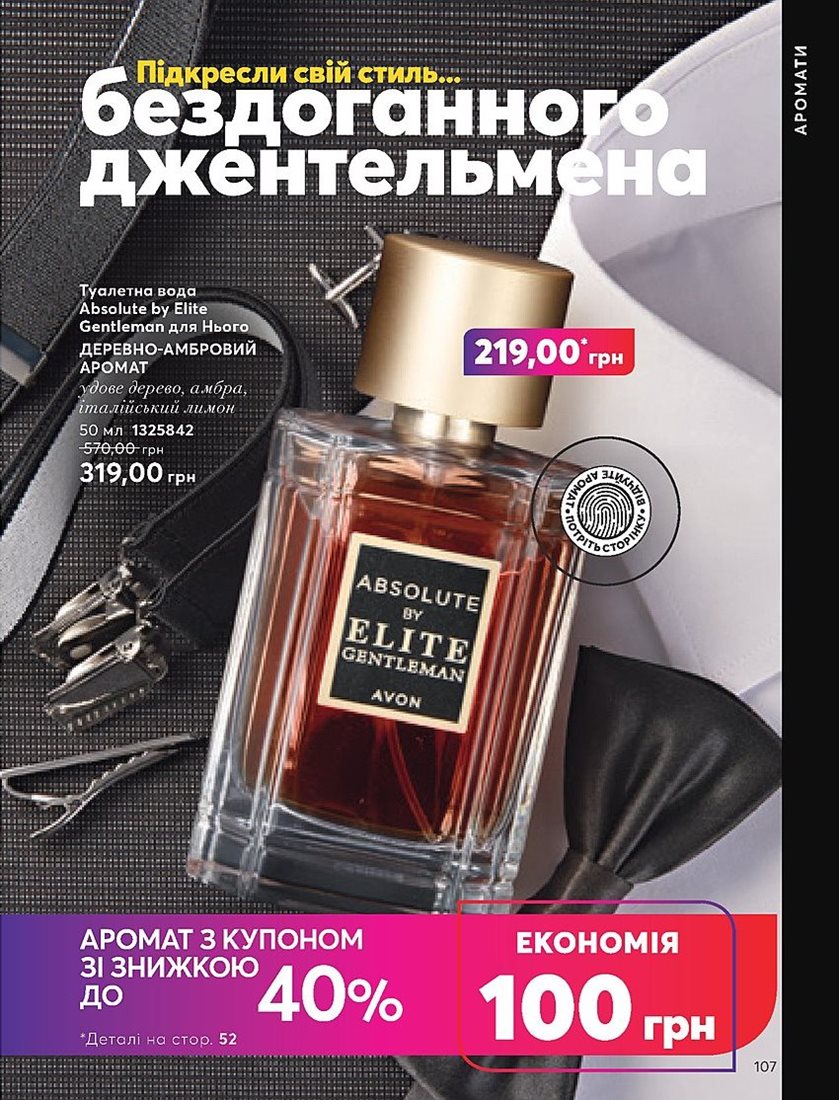 АРОМАТИ
Підкресли свій стиль...
бездоганного
джентельмена
Туалетна вода
Absolute by Elite
Gentleman для Нього
ДЕРЕВНО-АМБРОВИЙ
АРОМАТ
удове дерево, амбра,
італійський лимон
50 мл 1325842
570,00 грн
319,00 грн
219,00* грн
ВІДЧУЙТЕ АРОМАТ • ПОТРІТЬ СТОРІНКУ •
ABSOLUTE
BY
ELITE
GENTLEMAN
AVON
АРОМАТ З КУПОНОМ
ЗІ ЗНИЖКОЮ
ДО 40%
*Деталі на стор. 52
ЕКОНОМІЯ
100 грн
107